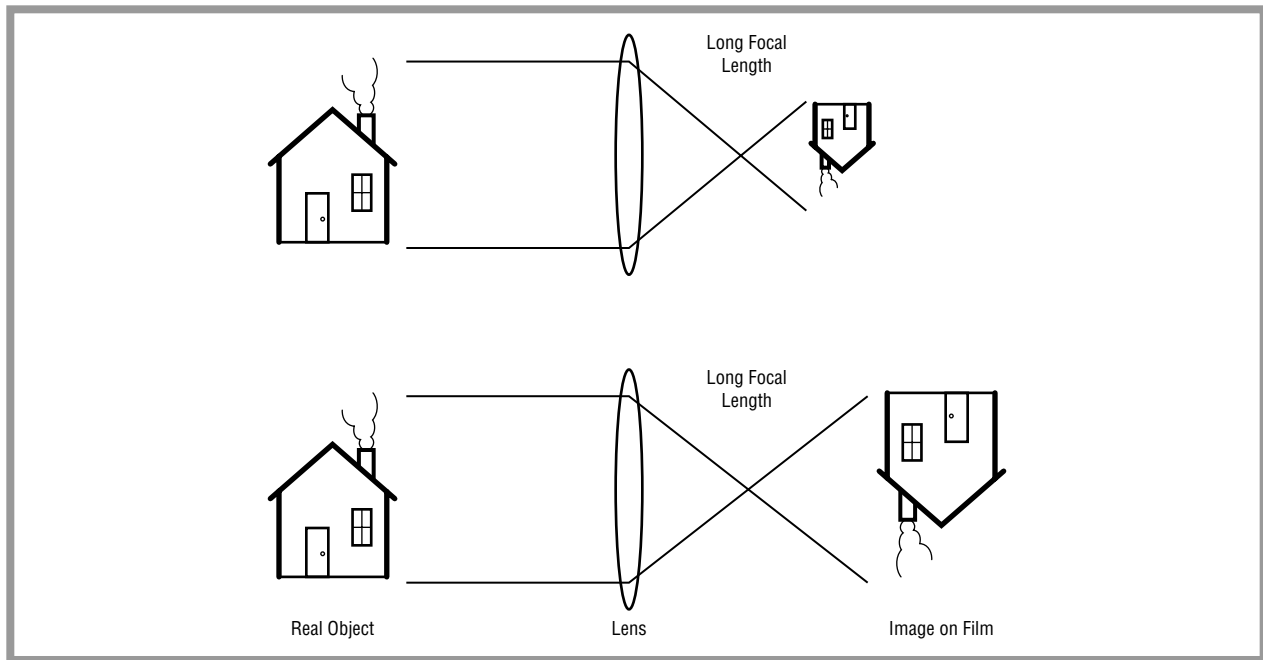 Long Focal
Length
Long Focal
Length
Real Object
Lens
Image on Film